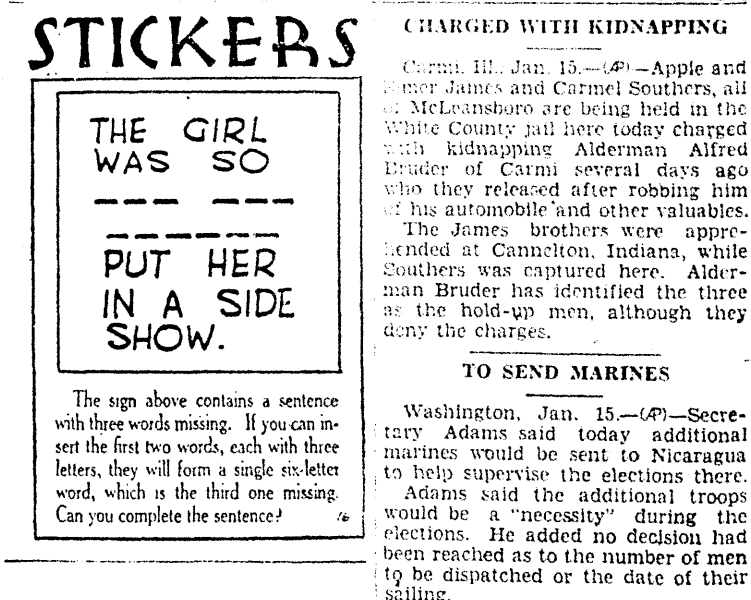 STICKERS
THE GIRL
WAS SO
PUT HER
IN A SIDE
SHOW.
The sign above contains a sentence
with three words missing. If you can in-
sert the first two words, each with three
letters, they will form a single six-letter
word, which is the third one missing.
Can you complete the sentence?
16
CHARGED WITH KIDNAPPING
Carmi, Ill., Jan. 15.—(AP)—Apple and
James and Carmel Southers, all
of McLeansboro are being held in the
White County jail here today charged
with kidnapping Alderman Alfred
Bruder of Carmi several days ago
who they released after robbing him
of his automobile and other valuables.
The James brothers were appre-
hended at Cannelton, Indiana, while
Southers was captured here. Alder-
man Bruder has identified the three
as the hold-up men, although they
deny the charges.
TO SEND MARINES
Washington, Jan. 15.—(AP)—Secre-
tary Adams said today additional
marines would be sent to Nicaragua
to help supervise the elections there.
Adams said the additional troops
would be a "necessity" during the
elections. He added no decision had
been reached as to the number of men
to be dispatched or the date of their
sailing.